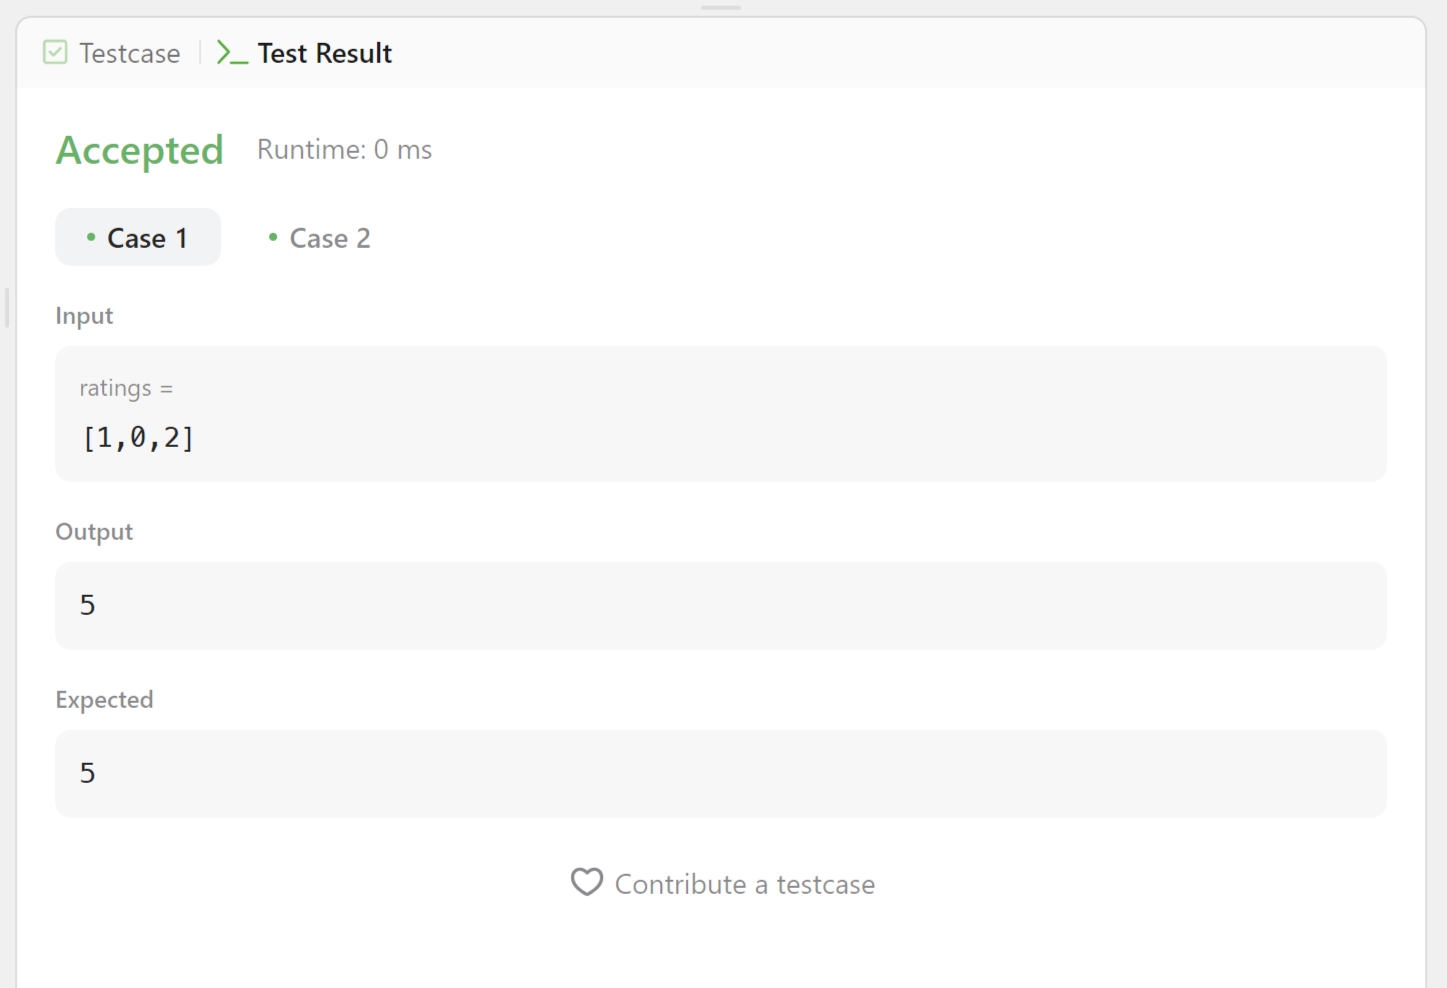 Testcase Test Result
Accepted Runtime: 0 ms
Case 1 Case 2
Input
ratings =
[1,0,2]
Output
5
Expected
5
Contribute a testcase